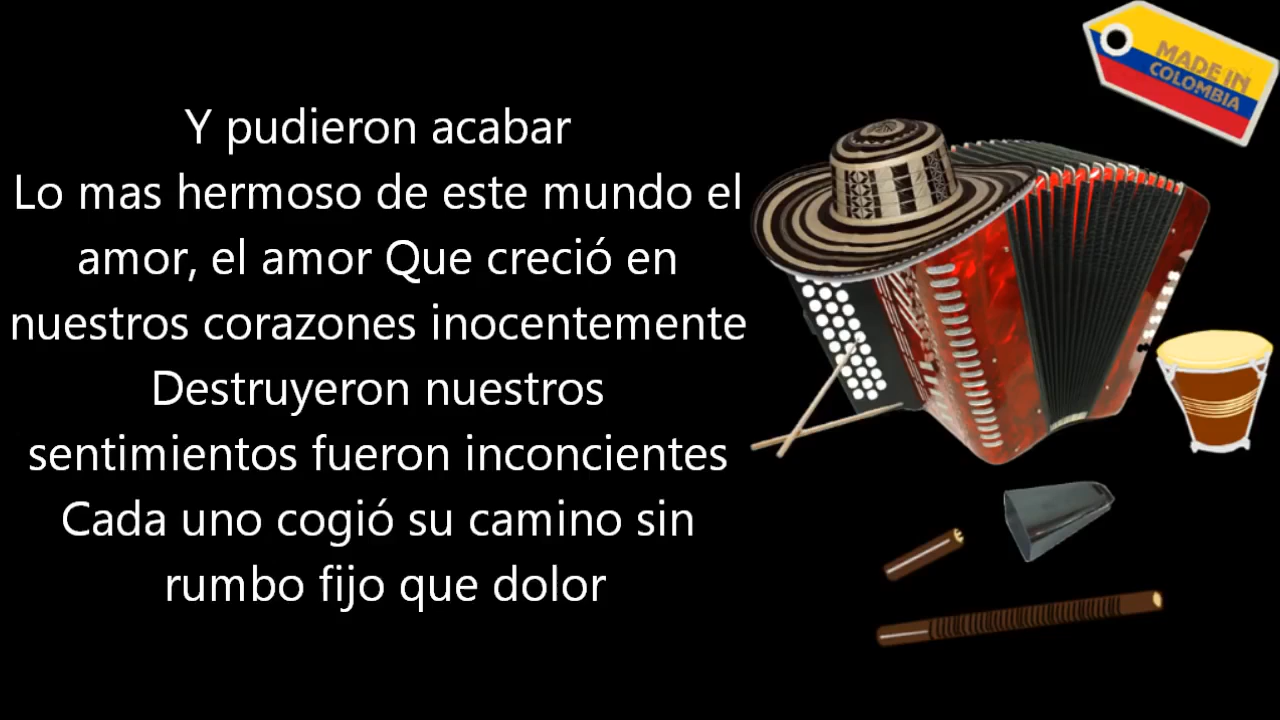 MADE IN
COLOMBIA
Y pudieron acabar
Lo mas hermoso de este mundo el
amor, el amor Que creció en
nuestros corazones inocentemente
Destruyeron nuestros
sentimientos fueron inconcientes
Cada uno cogió su camino sin
rumbo fijo que dolor